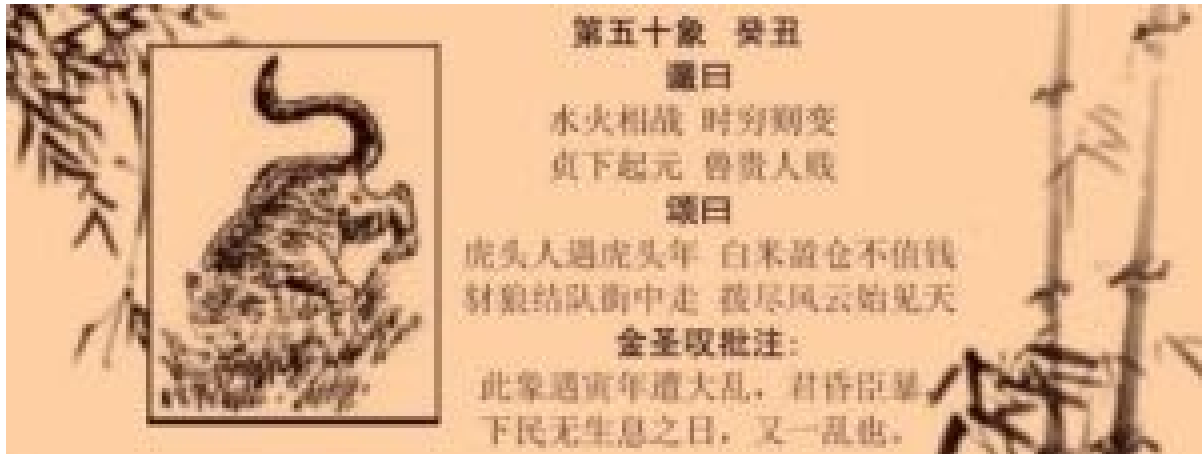 第五十象 癸丑
谶曰
水火相战 时穷则变
贞下起元 兽贵人贱
颂曰
虎头人遇虎头年 白米盈仓不值钱
豺狼结队街中走 拨尽风云始见天
金圣叹批注：
此象遇寅年遭大乱，君昏臣暴，
下民无生息之日，又一乱也。